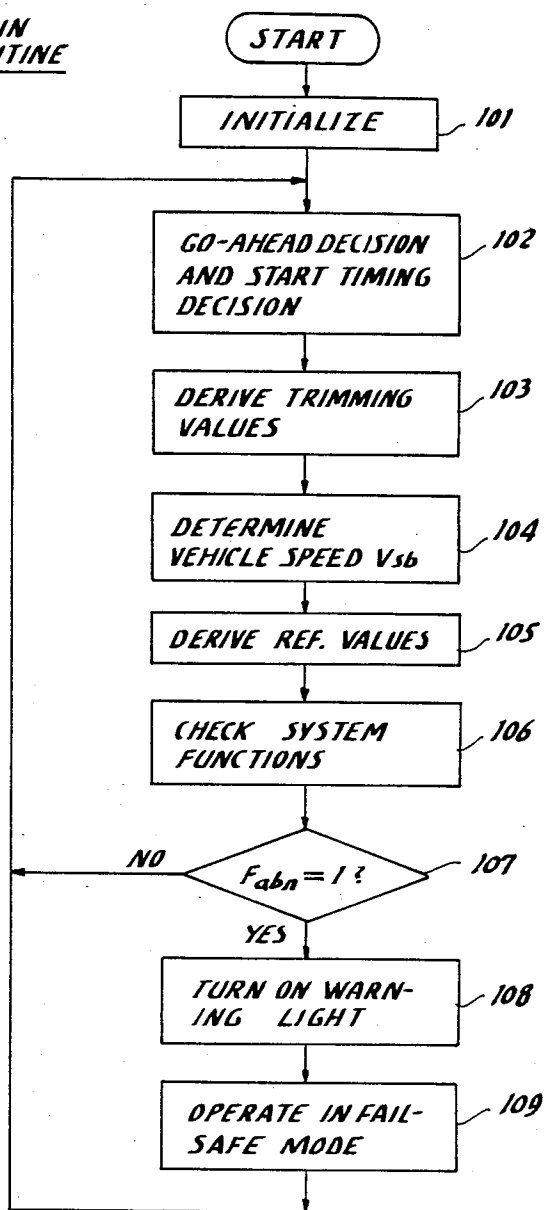 IN
UTINE
START
INITIALIZE
101
GO-AHEAD DECISION
AND START TIMING
DECISION
102
DERIVE TRIMMING
VALUES
103
DETERMINE
VEHICLE SPEED Vsb
104
DERIVE REF. VALUES
105
CHECK SYSTEM
FUNCTIONS
106
NO
Fabn = 1 ?
107
YES
TURN ON WARN-
ING LIGHT
108
OPERATE IN FAIL-
SAFE MODE
109